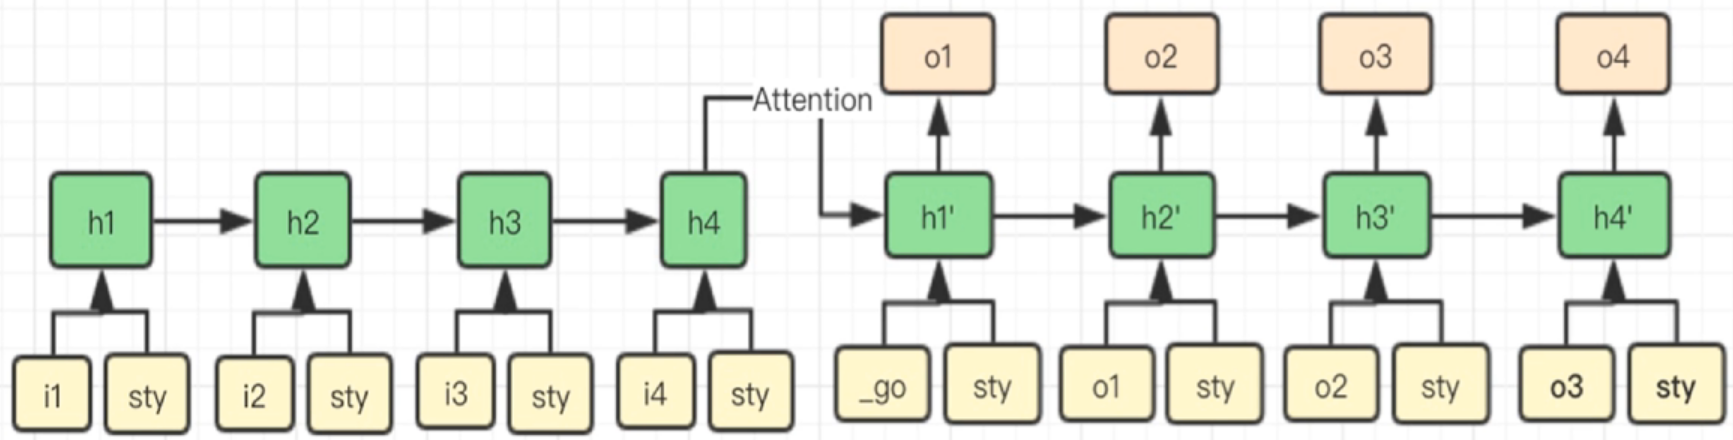 o1 o2 o3 o4
Attention
h1 h2 h3 h4 h1' h2' h3' h4'
i1 sty i2 sty i3 sty i4 sty _go sty o1 sty o2 sty o3 sty